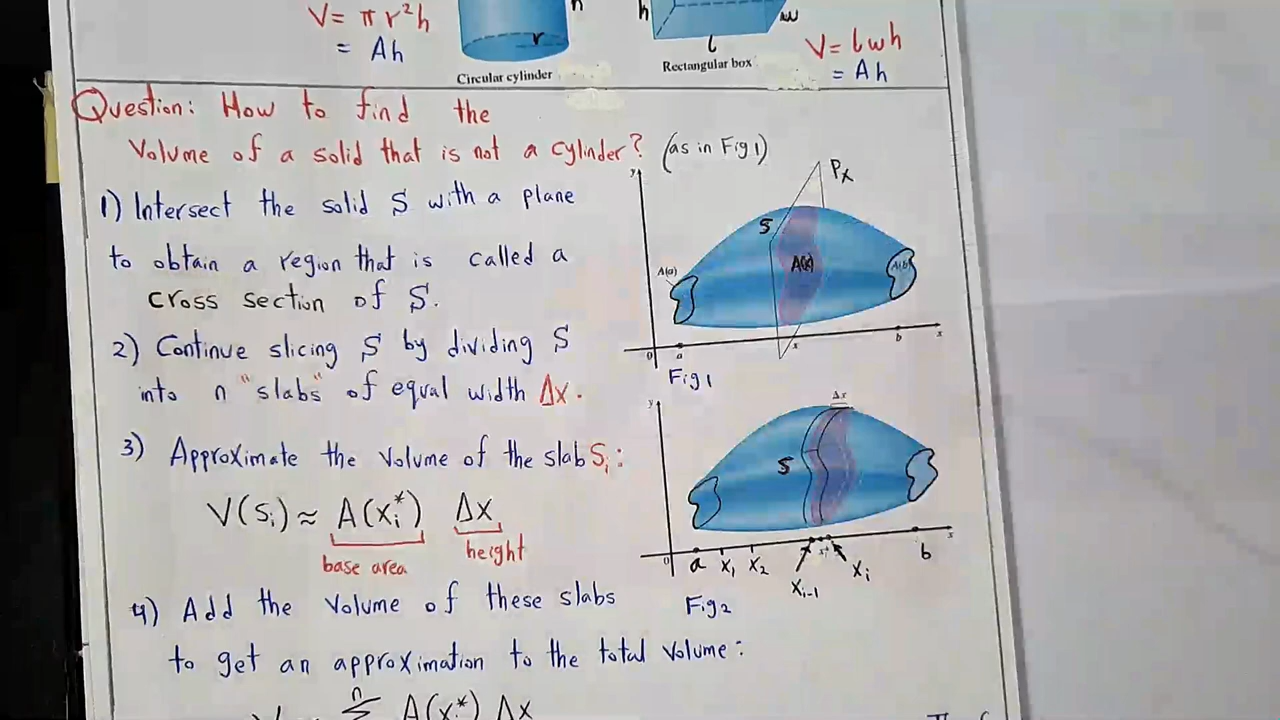 V = π r²h
= Ah
h
r
Circular cylinder
h
w
l
Rectangular box
V = l w h
= Ah
Question: How to find the
Volume of a solid that is not a cylinder? (as in Fig 1)
1) Intersect the solid S with a plane
to obtain a region that is called a
cross section of S.
2) Continue slicing S by dividing S
into n "slabs" of equal width Δx.
3) Approximate the volume of the slab Sᵢ:
V(Sᵢ) ≈ A(xᵢ*) Δx
base area
height
4) Add the volume of these slabs
to get an approximation to the total volume:
n
Σ A(xᵢ*) Δx
y
Pₓ
S
A(a)
A(x)
A(b)
0
a
x
b
x
Fig 1
y
Δx
S
0
a
x₁
x₂
xᵢ₋₁
xᵢ
b
x
Fig 2